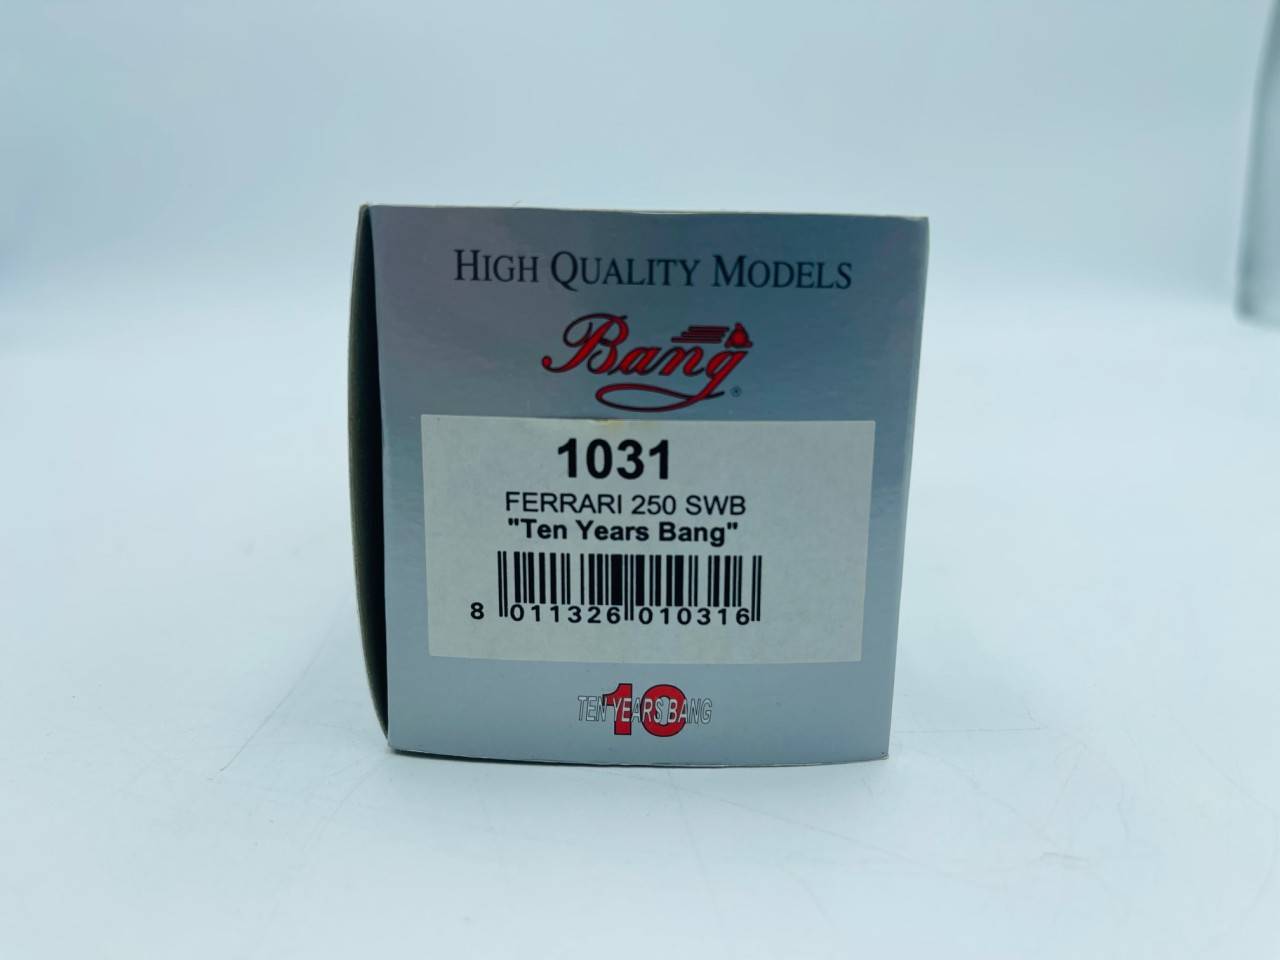 HIGH QUALITY MODELS
Bang®
1031
FERRARI 250 SWB
"Ten Years Bang"
8 011326 010316
10
TEN YEARS BANG